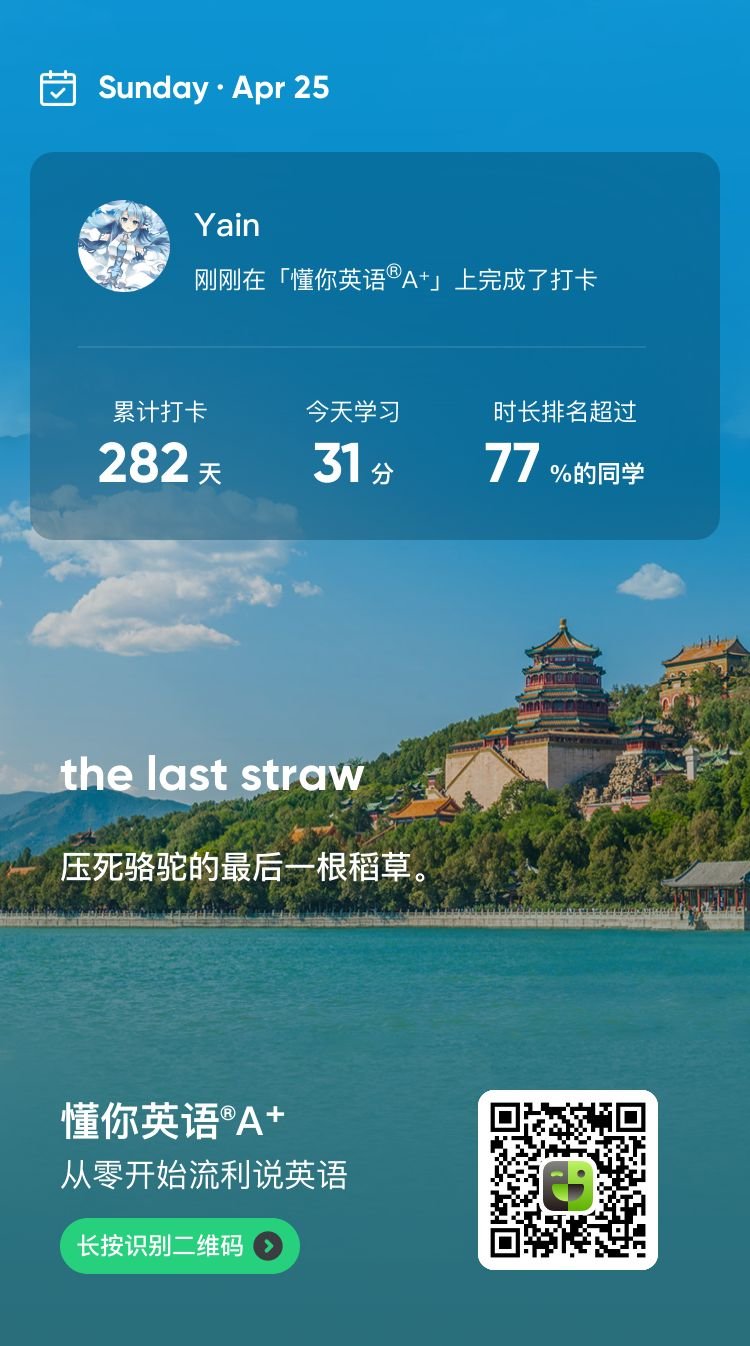 Sunday · Apr 25
Yain
刚刚在「懂你英语®A⁺」上完成了打卡
累计打卡 今天学习 时长排名超过
282 天 31 分 77 %的同学
the last straw
压死骆驼的最后一根稻草。
懂你英语®A⁺
从零开始流利说英语
长按识别二维码